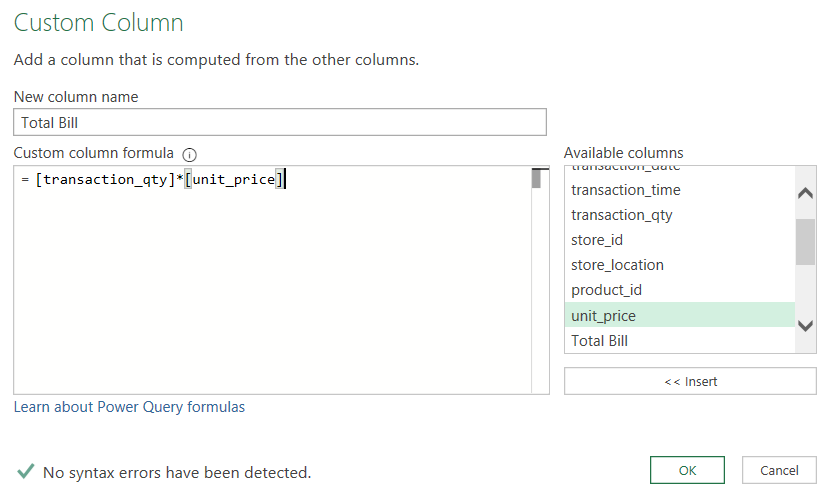 Custom Column
Add a column that is computed from the other columns.
New column name
Total Bill
Custom column formula
= [transaction_qty]*[unit_price]
Available columns
transaction_date
transaction_time
transaction_qty
store_id
store_location
product_id
unit_price
Total Bill
<< Insert
Learn about Power Query formulas
No syntax errors have been detected.
OK
Cancel